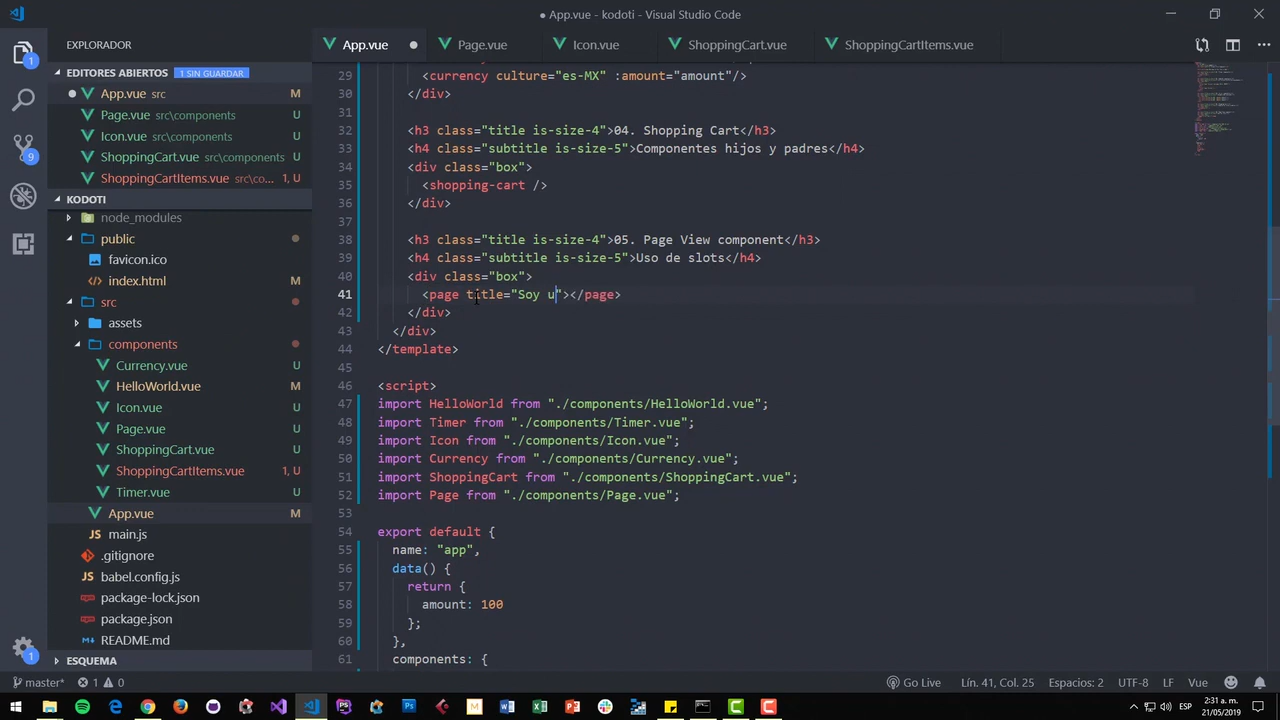 ● App.vue - kodoti - Visual Studio Code
EXPLORADOR
EDITORES ABIERTOS 1 SIN GUARDAR
App.vue src M
Page.vue src\components U
Icon.vue src\components U
ShoppingCart.vue src\components U
ShoppingCartItems.vue src\co... 1, U
KODOTI
node_modules
public
favicon.ico
index.html
src
assets
components
Currency.vue U
HelloWorld.vue M
Icon.vue U
Page.vue U
ShoppingCart.vue U
ShoppingCartItems.vue 1, U
Timer.vue U
App.vue M
main.js
.gitignore
babel.config.js
package-lock.json
package.json
README.md
ESQUEMA
1
9
1
App.vue
Page.vue
Icon.vue
ShoppingCart.vue
ShoppingCartItems.vue
29 <currency culture="es-MX" :amount="amount"/>
30 </div>
31
32 <h3 class="title is-size-4">04. Shopping Cart</h3>
33 <h4 class="subtitle is-size-5">Componentes hijos y padres</h4>
34 <div class="box">
35 <shopping-cart />
36 </div>
37
38 <h3 class="title is-size-4">05. Page View component</h3>
39 <h4 class="subtitle is-size-5">Uso de slots</h4>
40 <div class="box">
41 <page title="Soy u"></page>
42 </div>
43 </div>
44 </template>
45
46 <script>
47 import HelloWorld from "./components/HelloWorld.vue";
48 import Timer from "./components/Timer.vue";
49 import Icon from "./components/Icon.vue";
50 import Currency from "./components/Currency.vue";
51 import ShoppingCart from "./components/ShoppingCart.vue";
52 import Page from "./components/Page.vue";
53
54 export default {
55 name: "app",
56 data() {
57 return {
58 amount: 100
59 };
60 },
61 components: {
master* 1 0 Lín. 41, Col. 25 Espacios: 2 UTF-8 LF Vue Go Live
ESP 2:31 a. m.
21/05/2019